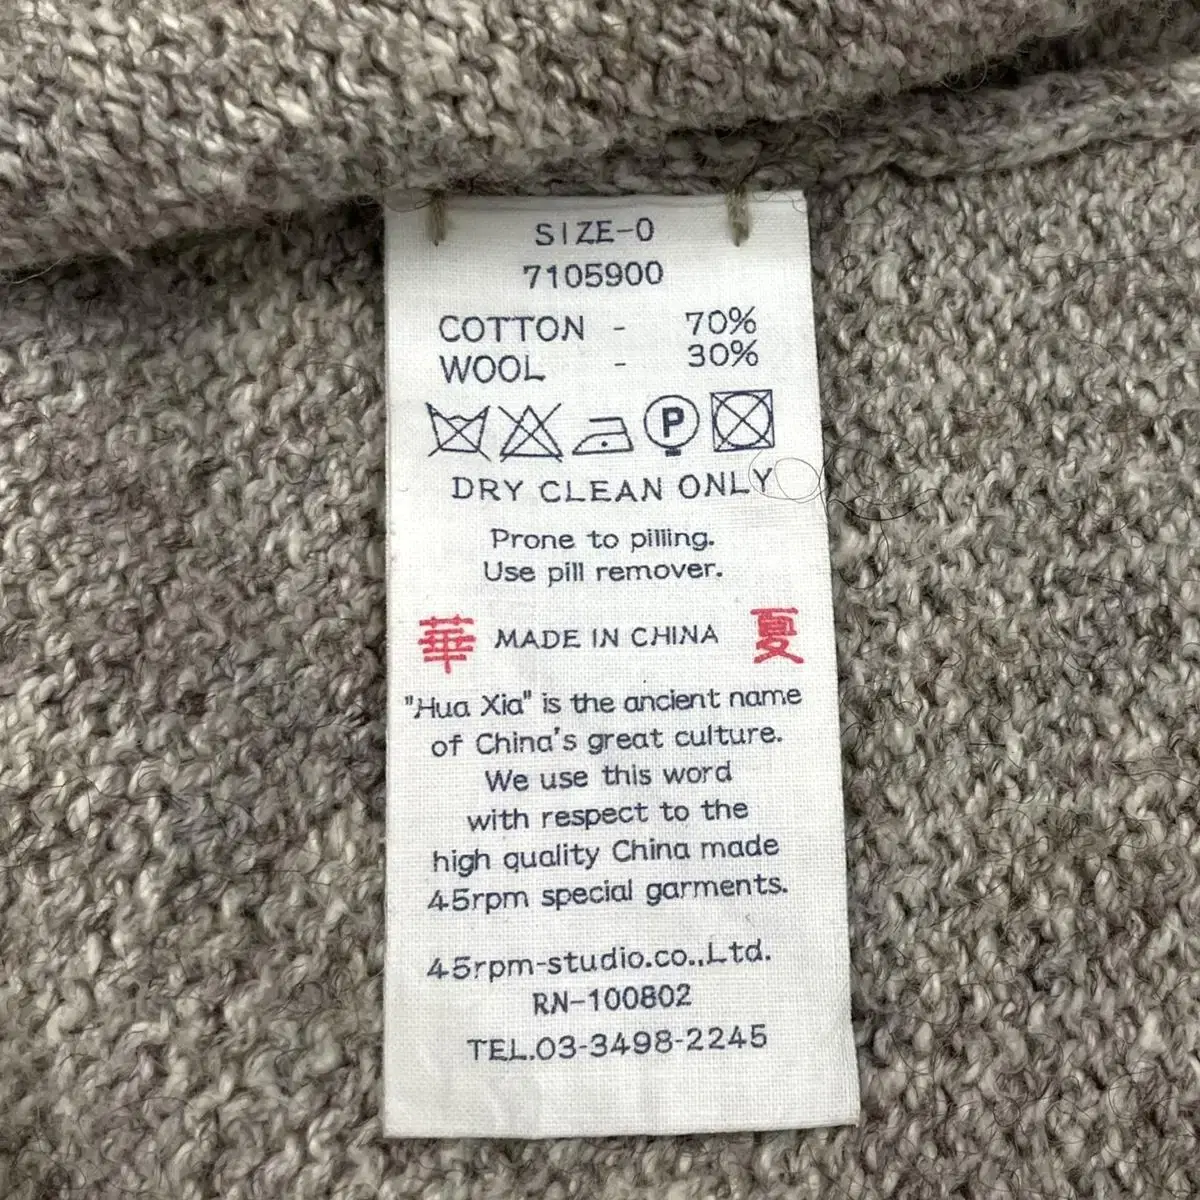 SIZE-0
7105900
COTTON - 70%
WOOL - 30%
P
DRY CLEAN ONLY
Prone to pilling.
Use pill remover.
華 MADE IN CHINA 夏
"Hua Xia" is the ancient name
of China's great culture.
We use this word
with respect to the
high quality China made
45rpm special garments.
45rpm-studio.co.,Ltd.
RN-100802
TEL.03-3498-2245